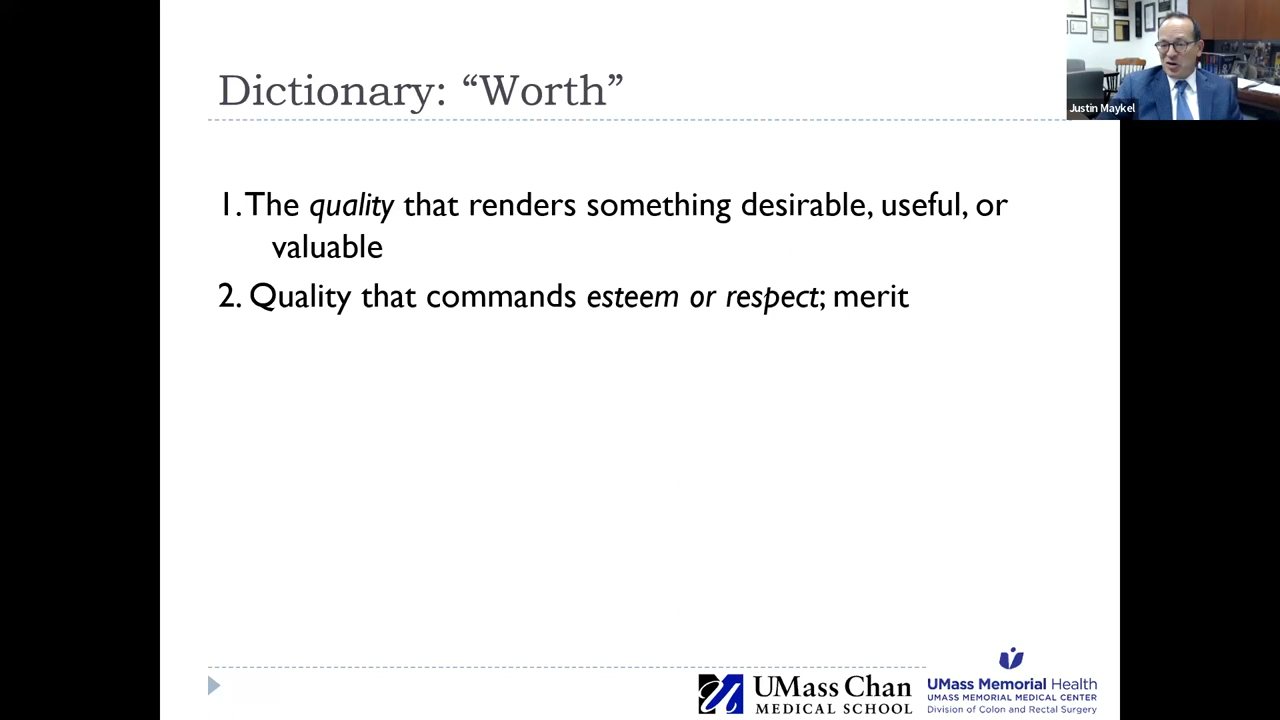 Dictionary: “Worth”
Justin Maykel
1. The quality that renders something desirable, useful, or
valuable
2. Quality that commands esteem or respect; merit
UMass Chan
MEDICAL SCHOOL
UMass Memorial Health
UMASS MEMORIAL MEDICAL CENTER
Division of Colon and Rectal Surgery